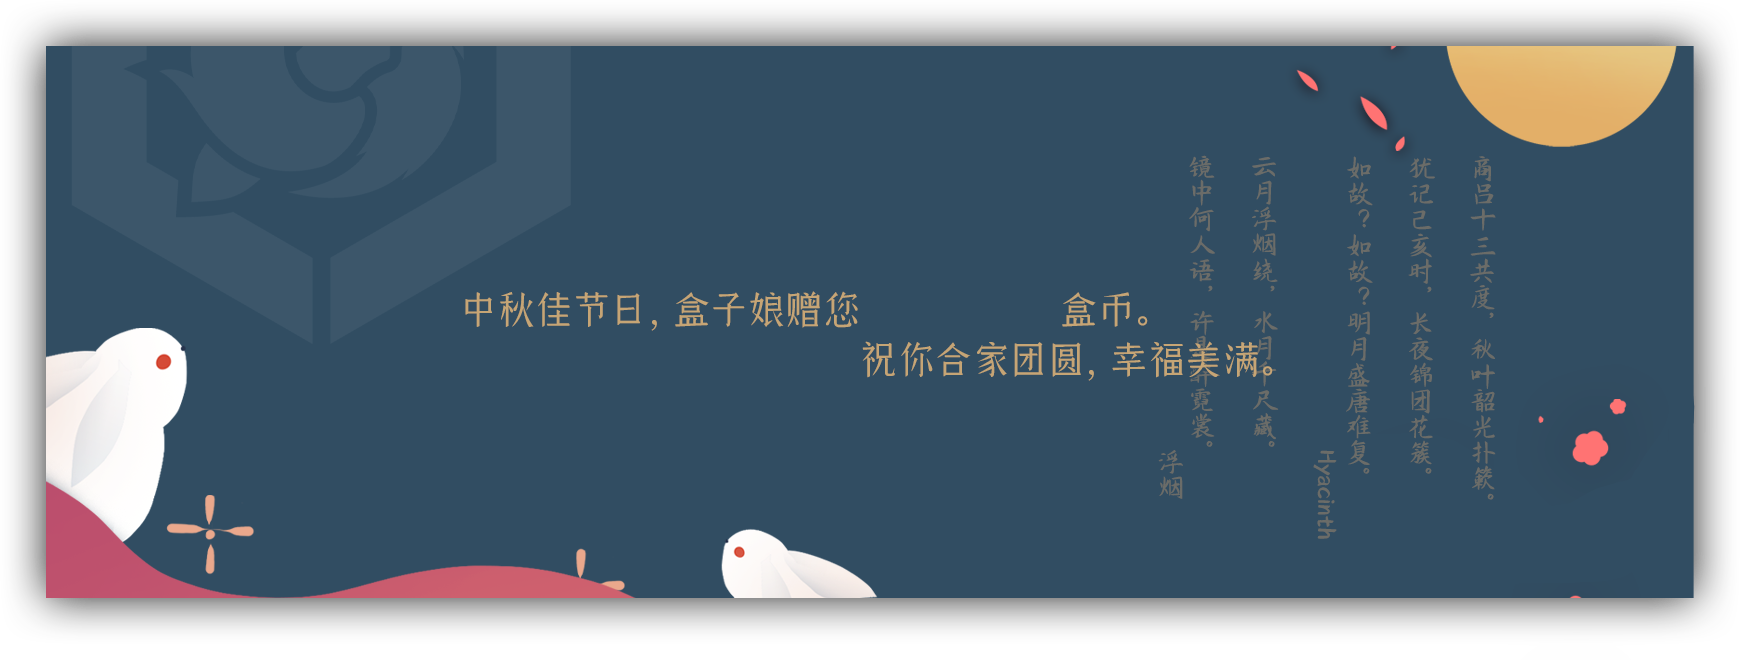 中秋佳节日，盒子娘赠您 盒币。
祝你合家团圆，幸福美满。
商吕十三共度，秋叶韶光扑簌。
犹记己亥时，长夜锦团花簇。
如故？如故？明月盛唐难复。
Hyacinth
云月浮烟绕，水月千尺藏。
镜中何人语，许是听霓裳。
浮烟